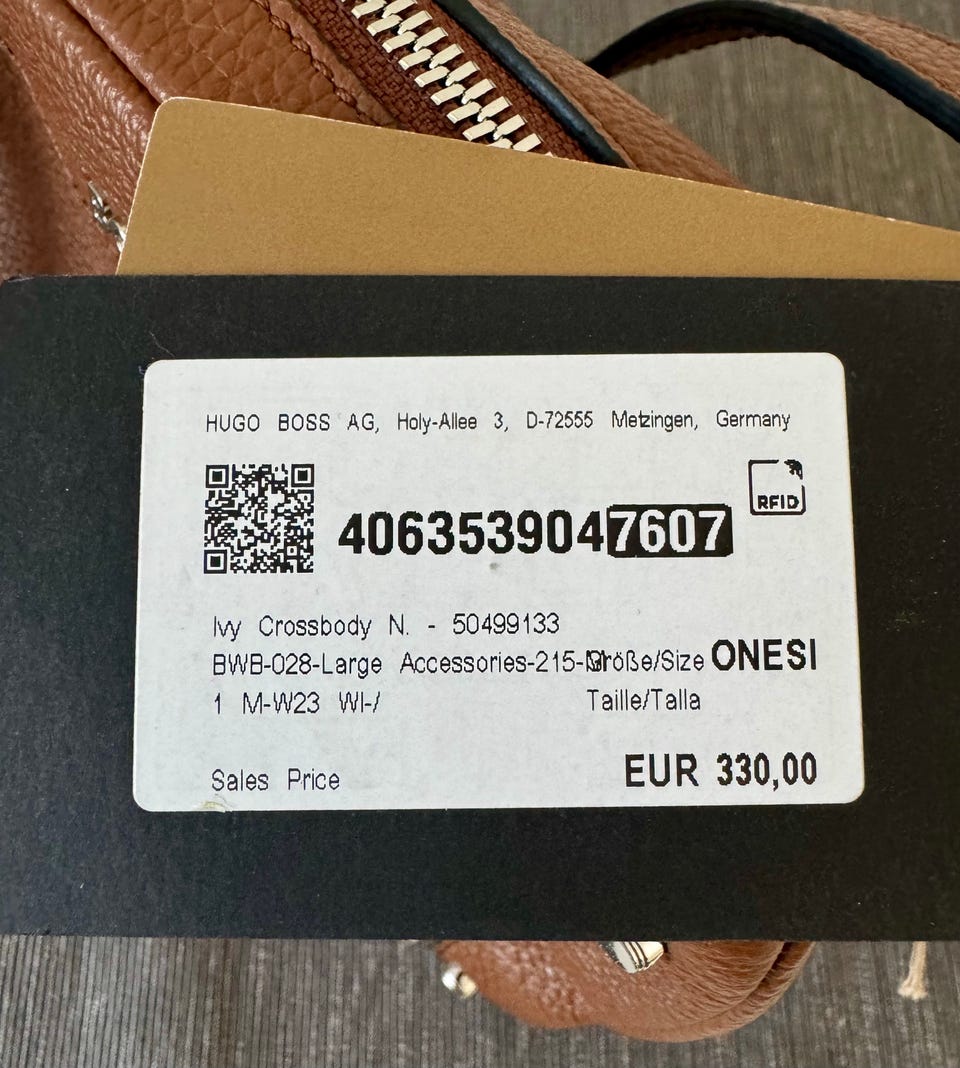 HUGO BOSS AG, Holy-Allee 3, D-72555 Metzingen, Germany
RFID
4063539047607
Ivy Crossbody N. - 50499133
BWB-028-Large Accessories-215- Größe/Size ONESI
1 M-W23 WI-/ Taille/Talla
Sales Price EUR 330,00